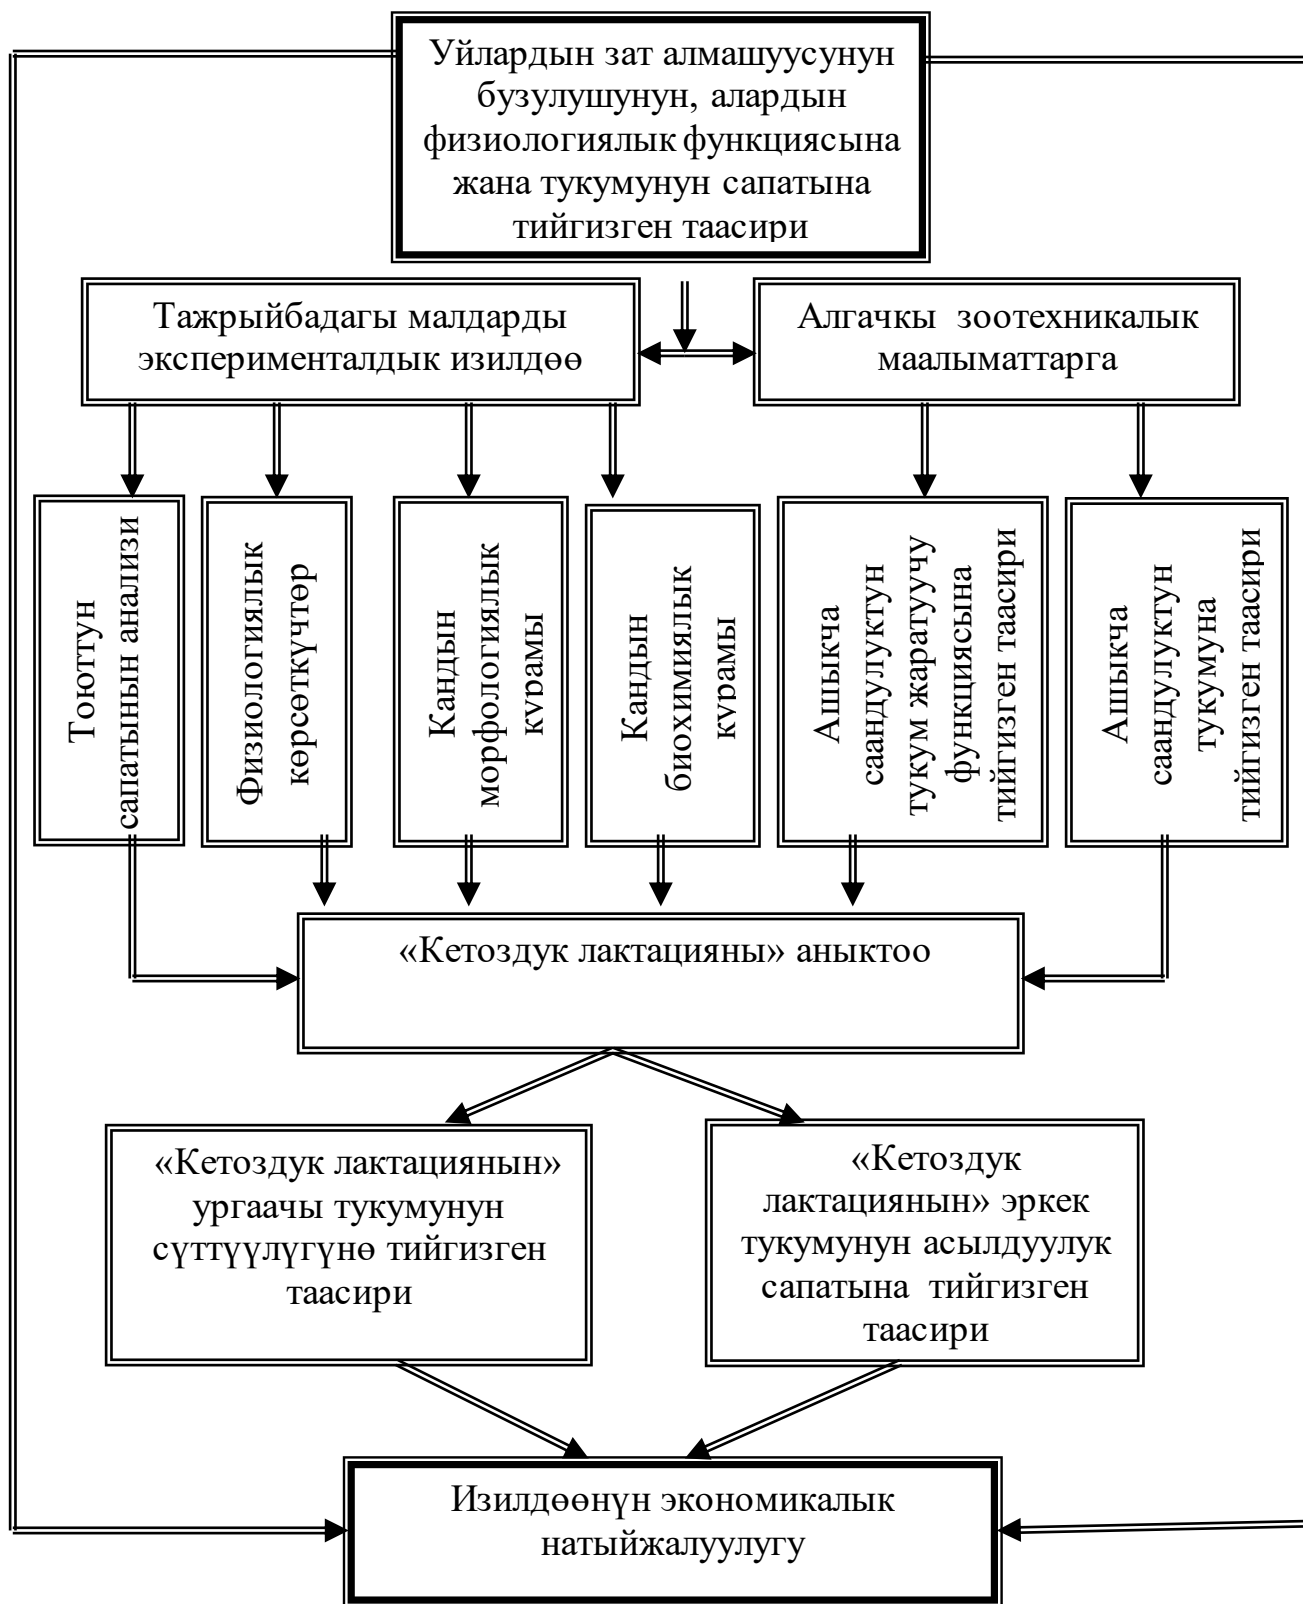 Уйлардын зат алмашуусунун
бузулушунун, алардын
физиологиялык функциясына
жана тукумунун сапатына
тийгизген таасири
Тажрыйбадагы малдарды
эксперименталдык изилдөө
Алгачкы зоотехникалык
маалыматтарга
Тоюттун
сапатынын анализи
Физиологиялык
көрсөткүчтөр
Кандын
морфологиялык
курамы
Кандын
биохимиялык
курамы
Ашыкча
саандулуктун
тукум жаратуучу
функциясына
тийгизген таасири
Ашыкча
саандулуктун
тукумуна
тийгизген таасири
«Кетоздук лактацияны» аныктоо
«Кетоздук лактациянын»
ургаачы тукумунун
сүттүүлүгүнө тийгизген
таасири
«Кетоздук
лактациянын» эркек
тукумунун асылдуулук
сапатына тийгизген
таасири
Изилдөөнүн экономикалык
натыйжалуулугу